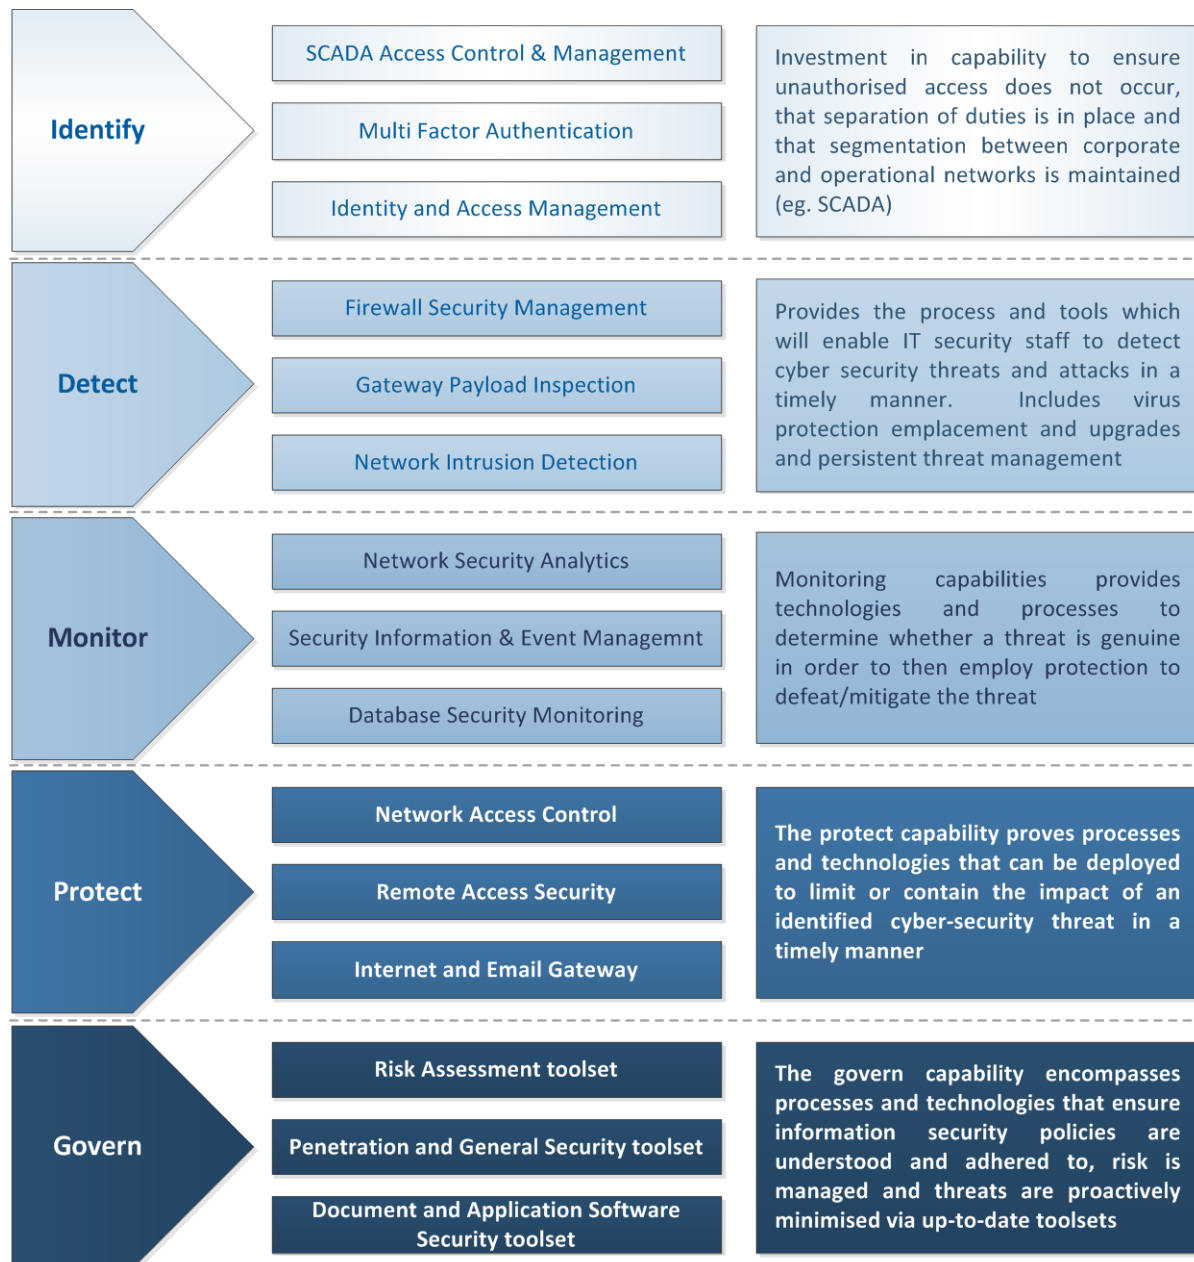 Identify
SCADA Access Control & Management
Multi Factor Authentication
Identity and Access Management
Investment in capability to ensure
unauthorised access does not occur,
that separation of duties is in place and
that segmentation between corporate
and operational networks is maintained
(eg. SCADA)
Detect
Firewall Security Management
Gateway Payload Inspection
Network Intrusion Detection
Provides the process and tools which
will enable IT security staff to detect
cyber security threats and attacks in a
timely manner. Includes virus
protection emplacement and upgrades
and persistent threat management
Monitor
Network Security Analytics
Security Information & Event Managemnt
Database Security Monitoring
Monitoring capabilities provides
technologies and processes to
determine whether a threat is genuine
in order to then employ protection to
defeat/mitigate the threat
Protect
Network Access Control
Remote Access Security
Internet and Email Gateway
The protect capability proves processes
and technologies that can be deployed
to limit or contain the impact of an
identified cyber-security threat in a
timely manner
Govern
Risk Assessment toolset
Penetration and General Security toolset
Document and Application Software
Security toolset
The govern capability encompasses
processes and technologies that ensure
information security policies are
understood and adhered to, risk is
managed and threats are proactively
minimised via up-to-date toolsets